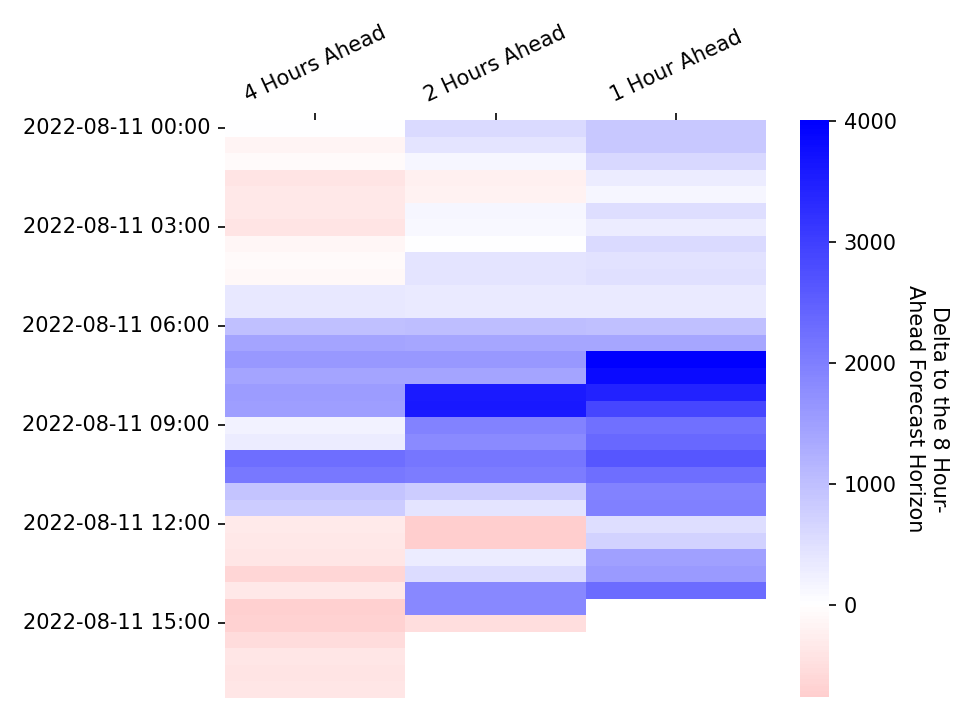 4 Hours Ahead
2 Hours Ahead
1 Hour Ahead
2022-08-11 00:00
2022-08-11 03:00
2022-08-11 06:00
2022-08-11 09:00
2022-08-11 12:00
2022-08-11 15:00
4000
3000
2000
1000
0
Delta to the 8 Hour-
Ahead Forecast Horizon